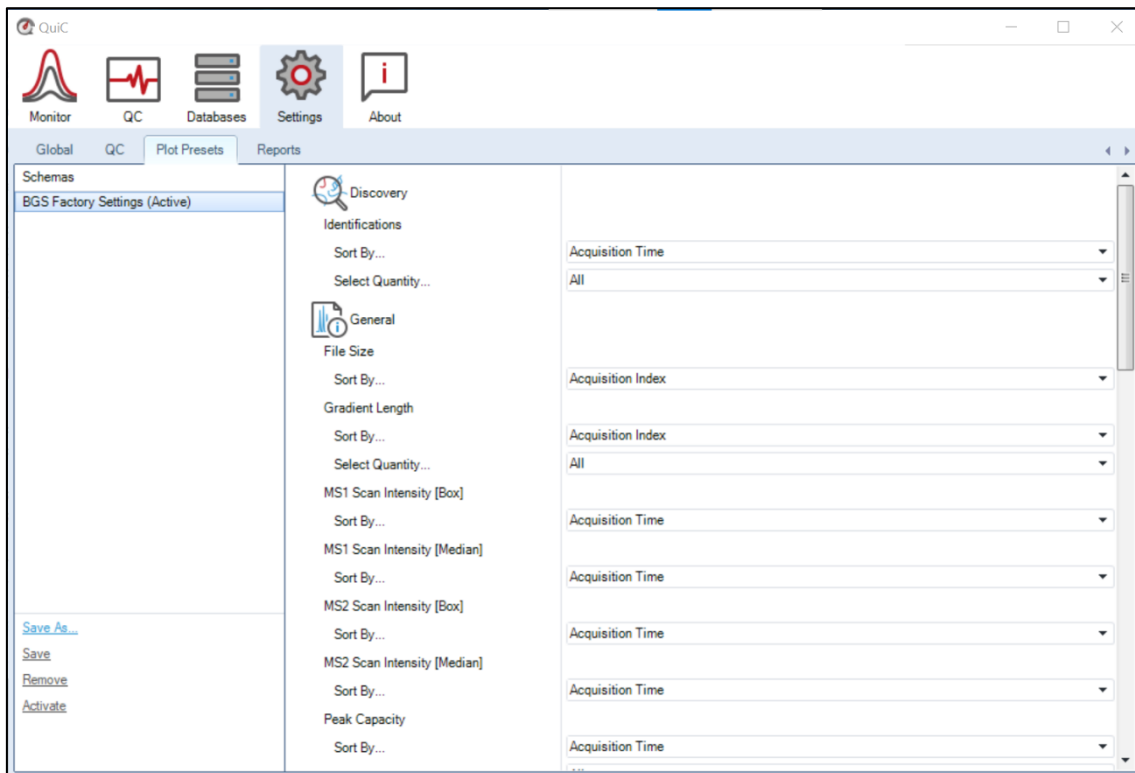 QuiC
Monitor QC Databases Settings About
Global QC Plot Presets Reports
Schemas
BGS Factory Settings (Active)
Discovery
Identifications
Sort By... Acquisition Time
Select Quantity... All
General
File Size
Sort By... Acquisition Index
Gradient Length
Sort By... Acquisition Index
Select Quantity... All
MS1 Scan Intensity [Box]
Sort By... Acquisition Time
MS1 Scan Intensity [Median]
Sort By... Acquisition Time
MS2 Scan Intensity [Box]
Sort By... Acquisition Time
MS2 Scan Intensity [Median]
Sort By... Acquisition Time
Peak Capacity
Sort By... Acquisition Time
Save As...
Save
Remove
Activate